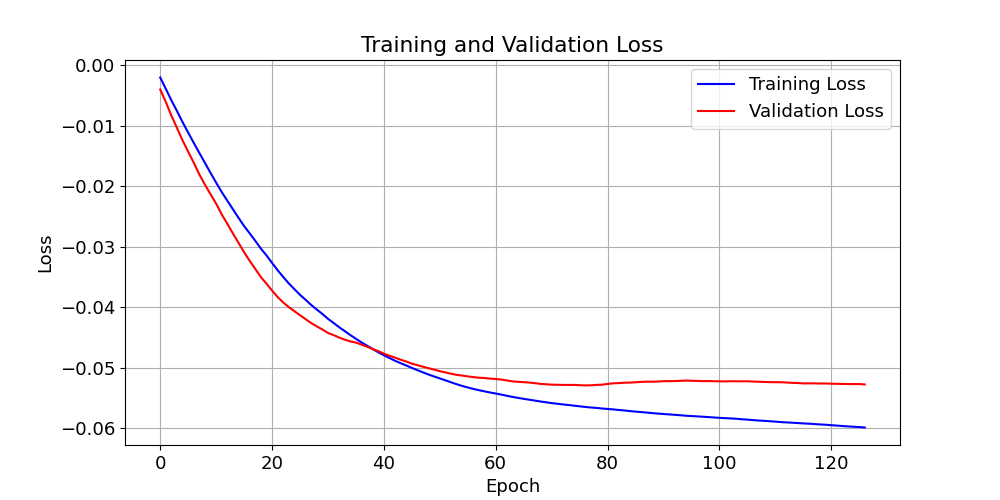 Training and Validation Loss
Training Loss
Validation Loss
0.00
−0.01
−0.02
−0.03
−0.04
−0.05
−0.06
Loss
0 20 40 60 80 100 120
Epoch